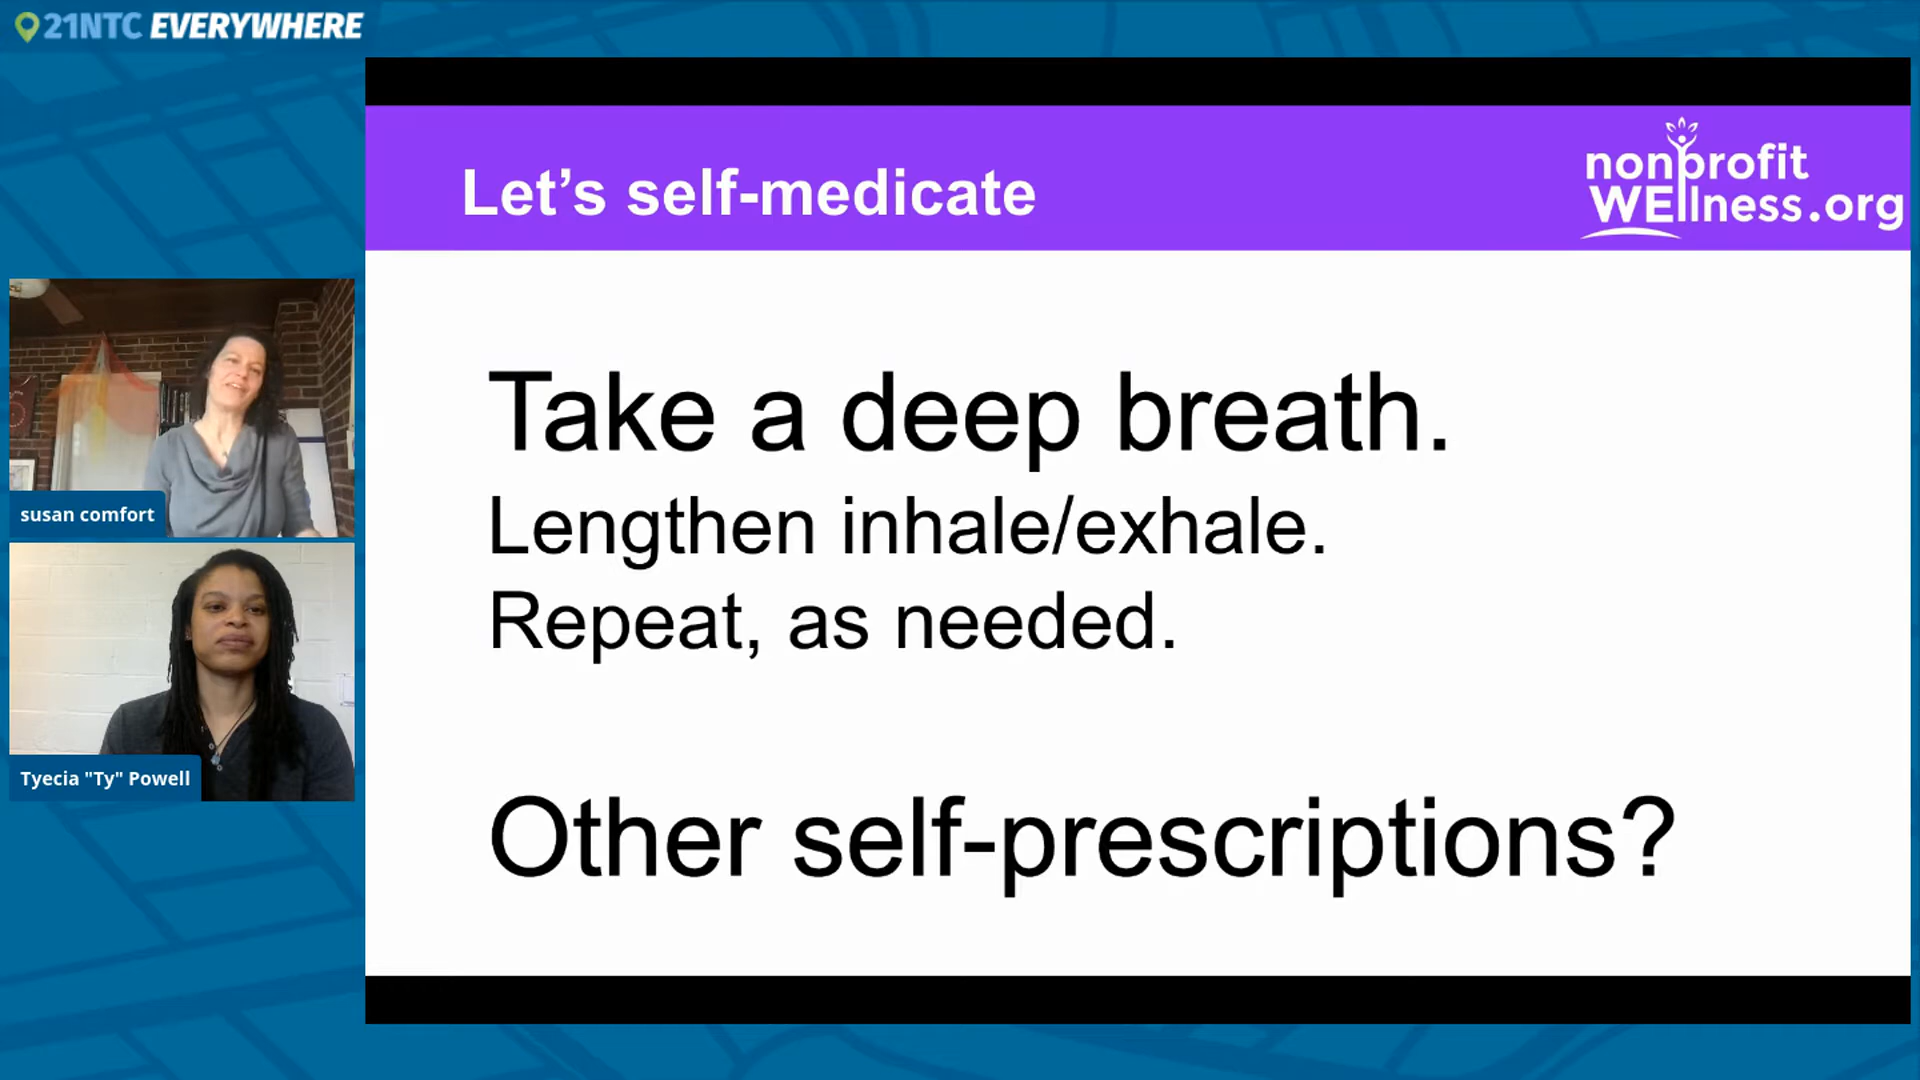 21NTC EVERYWHERE
Let's self-medicate
nonprofit
WEllness.org
Take a deep breath.
Lengthen inhale/exhale.
Repeat, as needed.
Other self-prescriptions?
susan comfort
Tyecia "Ty" Powell